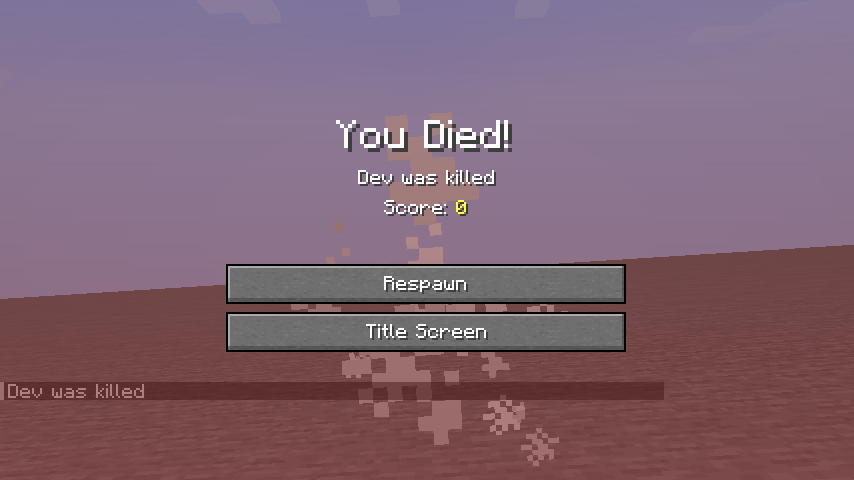 You Died!
Dev was killed
Score: 0
Respawn
Title Screen
Dev was killed